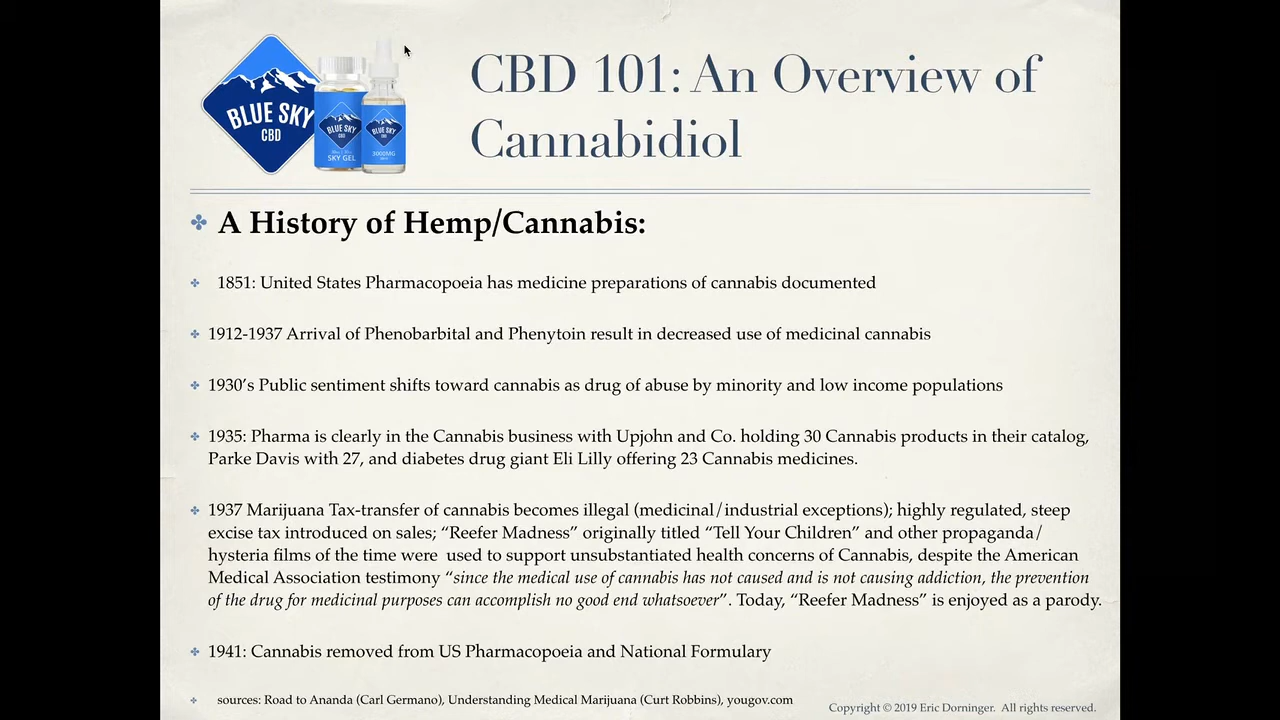 CBD 101: An Overview of
Cannabidiol
BLUE SKY
CBD
BLUE SKY
CBD
SKY GEL
BLUE SKY
CBD
3000MG
A History of Hemp/Cannabis:
1851: United States Pharmacopoeia has medicine preparations of cannabis documented
1912-1937 Arrival of Phenobarbital and Phenytoin result in decreased use of medicinal cannabis
1930’s Public sentiment shifts toward cannabis as drug of abuse by minority and low income populations
1935: Pharma is clearly in the Cannabis business with Upjohn and Co. holding 30 Cannabis products in their catalog,
Parke Davis with 27, and diabetes drug giant Eli Lilly offering 23 Cannabis medicines.
1937 Marijuana Tax-transfer of cannabis becomes illegal (medicinal/industrial exceptions); highly regulated, steep
excise tax introduced on sales; “Reefer Madness” originally titled “Tell Your Children” and other propaganda/
hysteria films of the time were used to support unsubstantiated health concerns of Cannabis, despite the American
Medical Association testimony “since the medical use of cannabis has not caused and is not causing addiction, the prevention
of the drug for medicinal purposes can accomplish no good end whatsoever”. Today, “Reefer Madness” is enjoyed as a parody.
1941: Cannabis removed from US Pharmacopoeia and National Formulary
sources: Road to Ananda (Carl Germano), Understanding Medical Marijuana (Curt Robbins), yougov.com
Copyright © 2019 Eric Dorninger. All rights reserved.